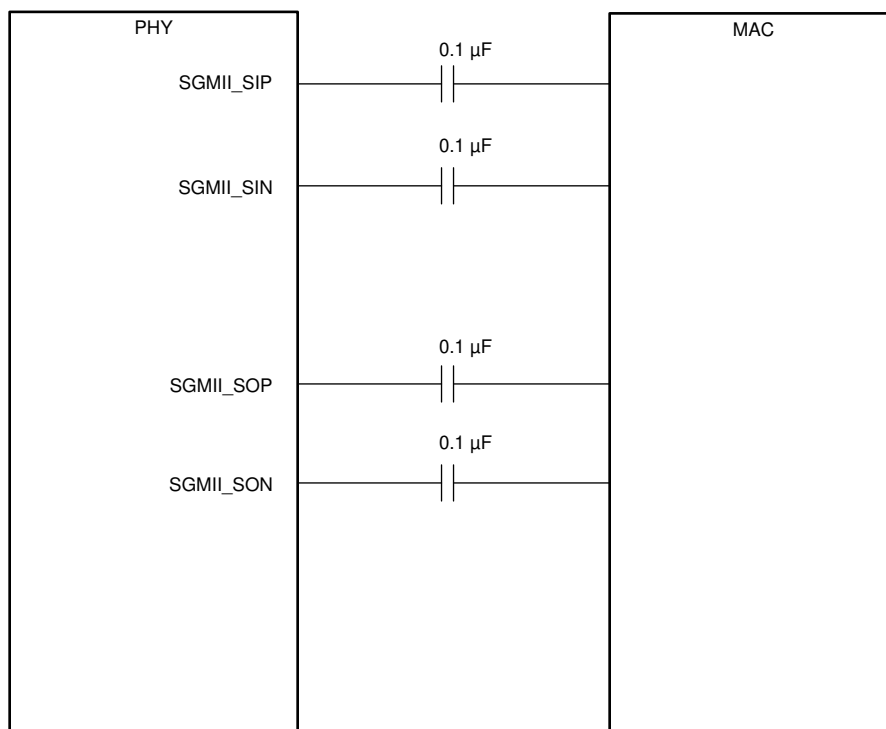 PHY
MAC
0.1 µF
SGMII_SIP
0.1 µF
SGMII_SIN
0.1 µF
SGMII_SOP
0.1 µF
SGMII_SON